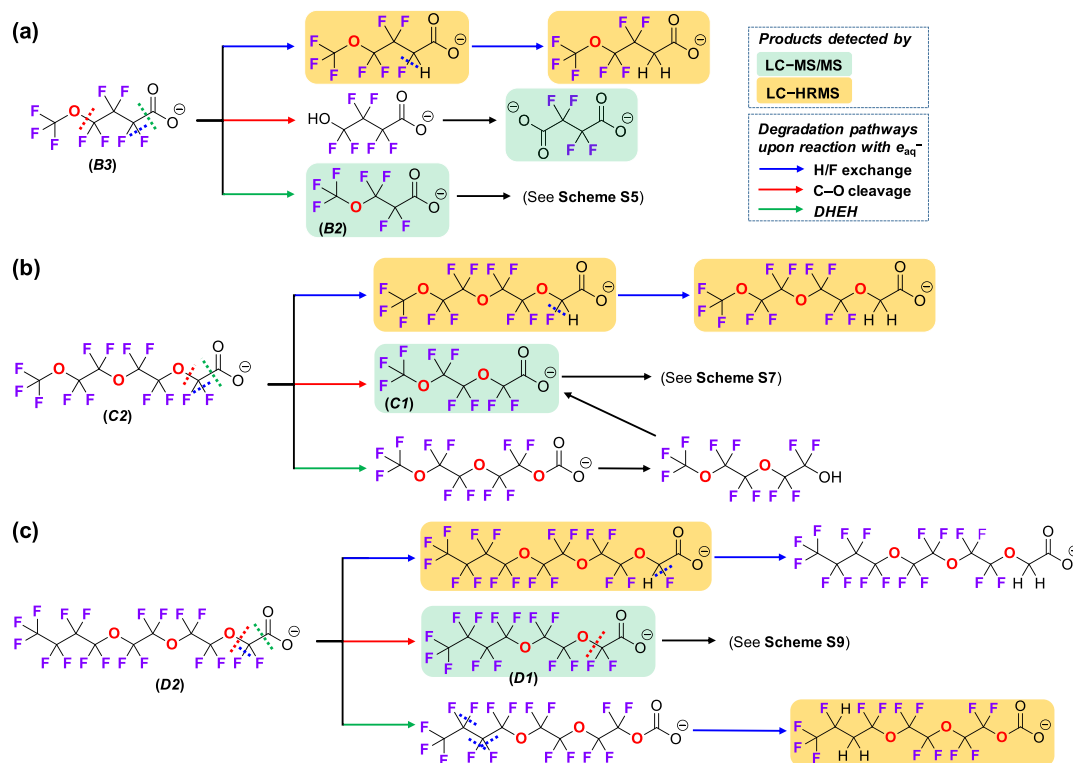 (a)
Products detected by
LC−MS/MS
LC−HRMS
Degradation pathways
upon reaction with eaq−
H/F exchange
C−O cleavage
DHEH
(B3)
(B2)
(See Scheme S5)
(b)
(C2)
(C1)
(See Scheme S7)
(c)
(D2)
(D1)
(See Scheme S9)